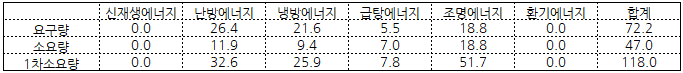 신재생에너지 난방에너지 냉방에너지 급탕에너지 조명에너지 환기에너지 합계
요구량 0.0 26.4 21.6 5.5 18.8 0.0 72.2
소요량 0.0 11.9 9.4 7.0 18.8 0.0 47.0
1차소요량 0.0 32.6 25.9 7.8 51.7 0.0 118.0